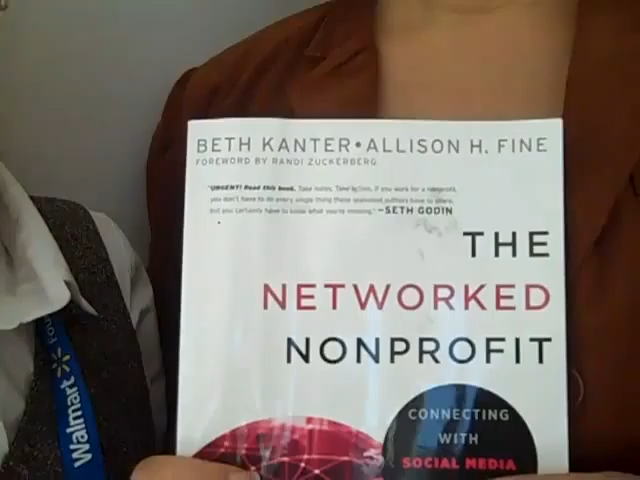 BETH KANTER • ALLISON H. FINE
FOREWORD BY RANDI ZUCKERBERG
"URGENT! Read this book. Take notes. Take action. If you work for a nonprofit,
you don't have to do every single thing these seasoned authors have to share,
but you certainly have to know what you're missing." —SETH GODIN
THE
NETWORKED
NONPROFIT
CONNECTING
WITH
SOCIAL MEDIA
Walmart
Fou